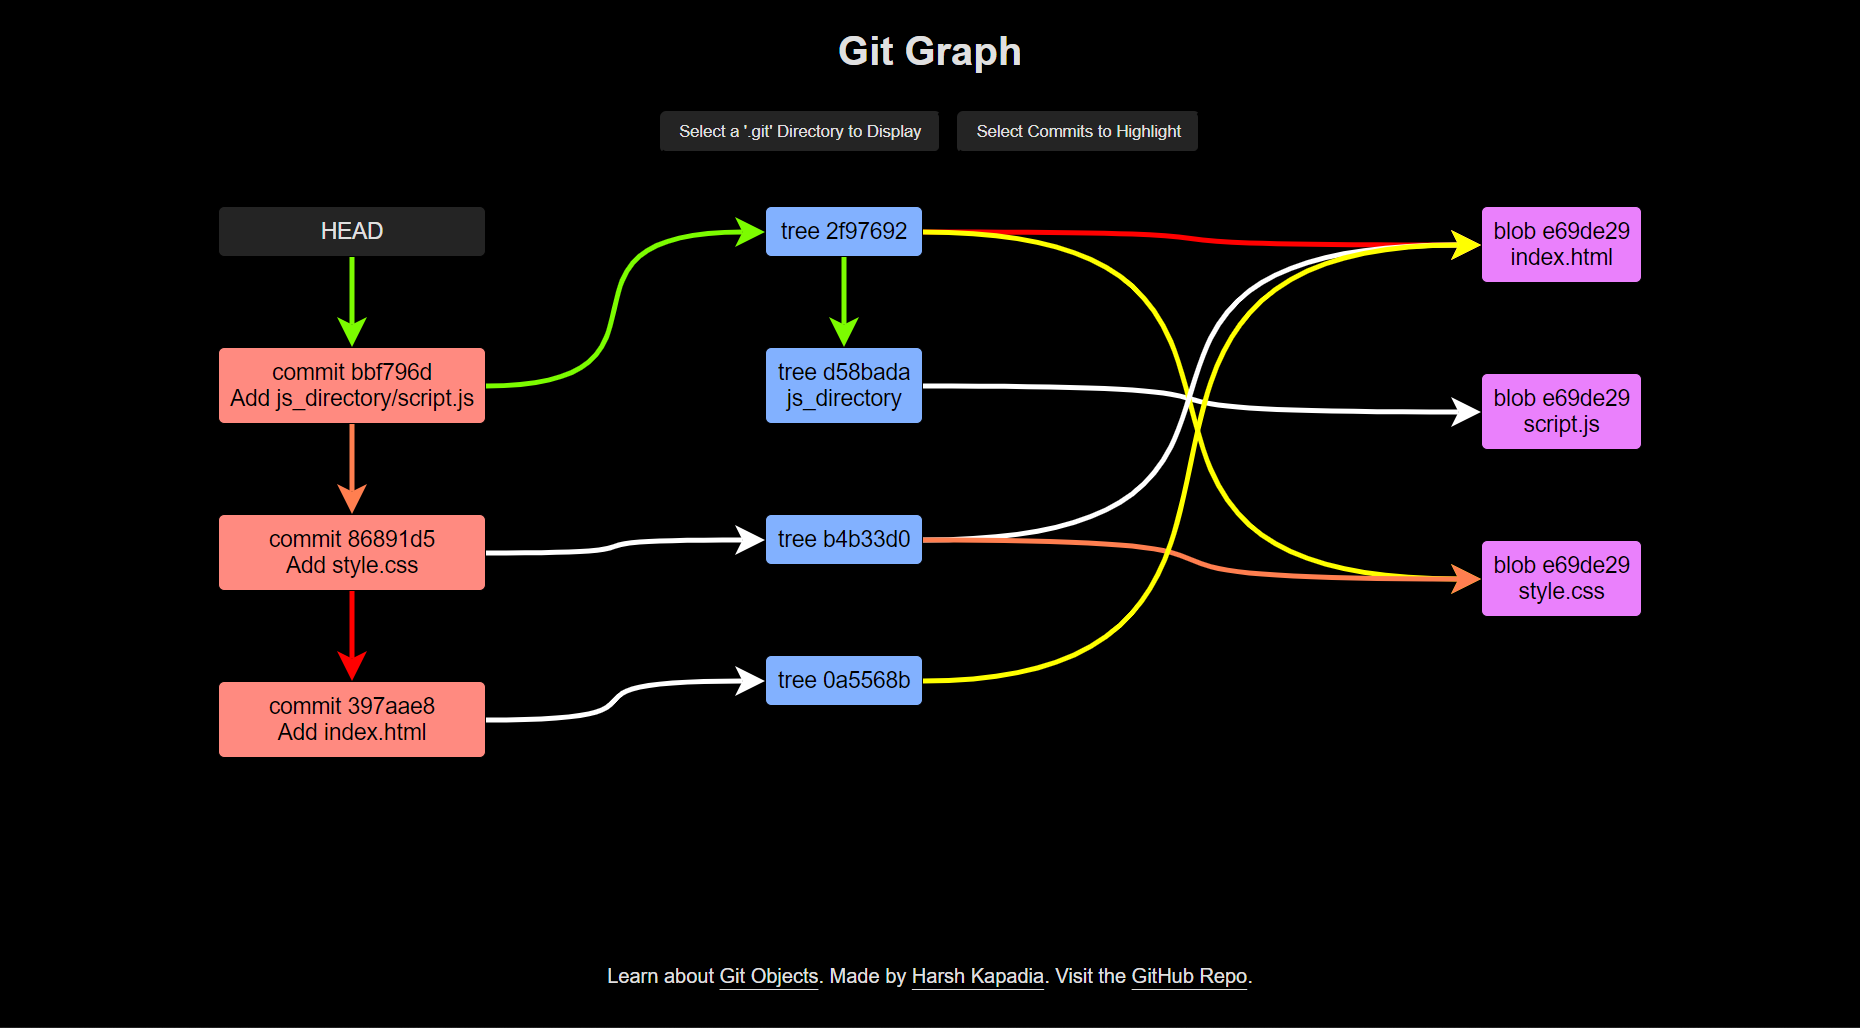 Git Graph
Select a '.git' Directory to Display
Select Commits to Highlight
HEAD
commit bbf796d
Add js_directory/script.js
commit 86891d5
Add style.css
commit 397aae8
Add index.html
tree 2f97692
tree d58bada
js_directory
tree b4b33d0
tree 0a5568b
blob e69de29
index.html
blob e69de29
script.js
blob e69de29
style.css
Learn about Git Objects. Made by Harsh Kapadia. Visit the GitHub Repo.